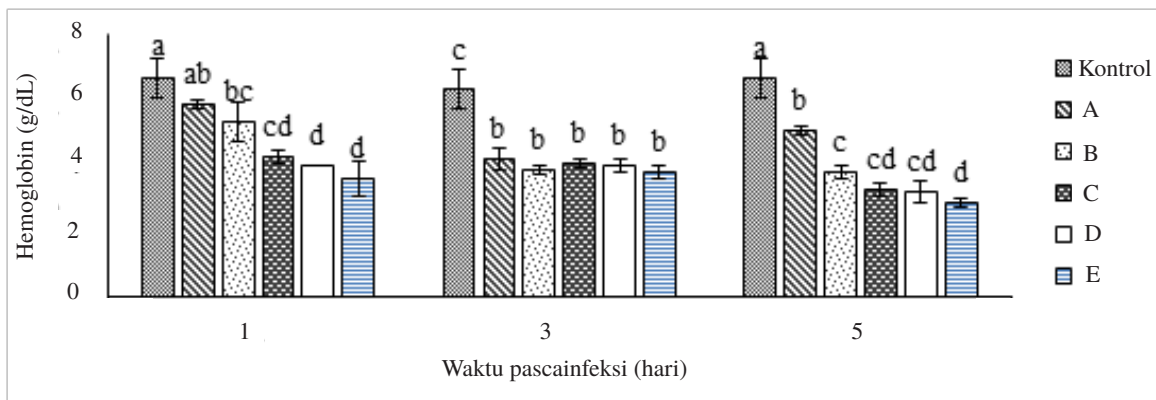 8
6
4
2
0
Hemoglobin (g/dL)
a
ab
bc
cd
d
d
c
b
b
b
b
b
a
b
c
cd
cd
d
1
3
5
Waktu pascainfeksi (hari)
Kontrol
A
B
C
D
E